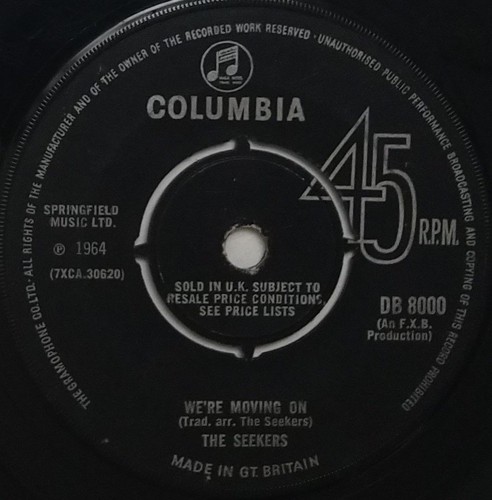 THE GRAMOPHONE CO. LTD.· ALL RIGHTS OF THE MANUFACTURER AND OF THE OWNER OF THE RECORDED WORK RESERVED · UNAUTHORISED PUBLIC PERFORMANCE BROADCASTING AND COPYING OF THIS RECORD PROHIBITED
COLUMBIA
45
R.P.M.
SPRINGFIELD
MUSIC LTD.
℗ 1964
(7XCA.30620)
SOLD IN U.K. SUBJECT TO
RESALE PRICE CONDITIONS,
SEE PRICE LISTS
DB 8000
(An F.X.B.
Production)
WE'RE MOVING ON
(Trad. arr. The Seekers)
THE SEEKERS
MADE IN GT. BRITAIN